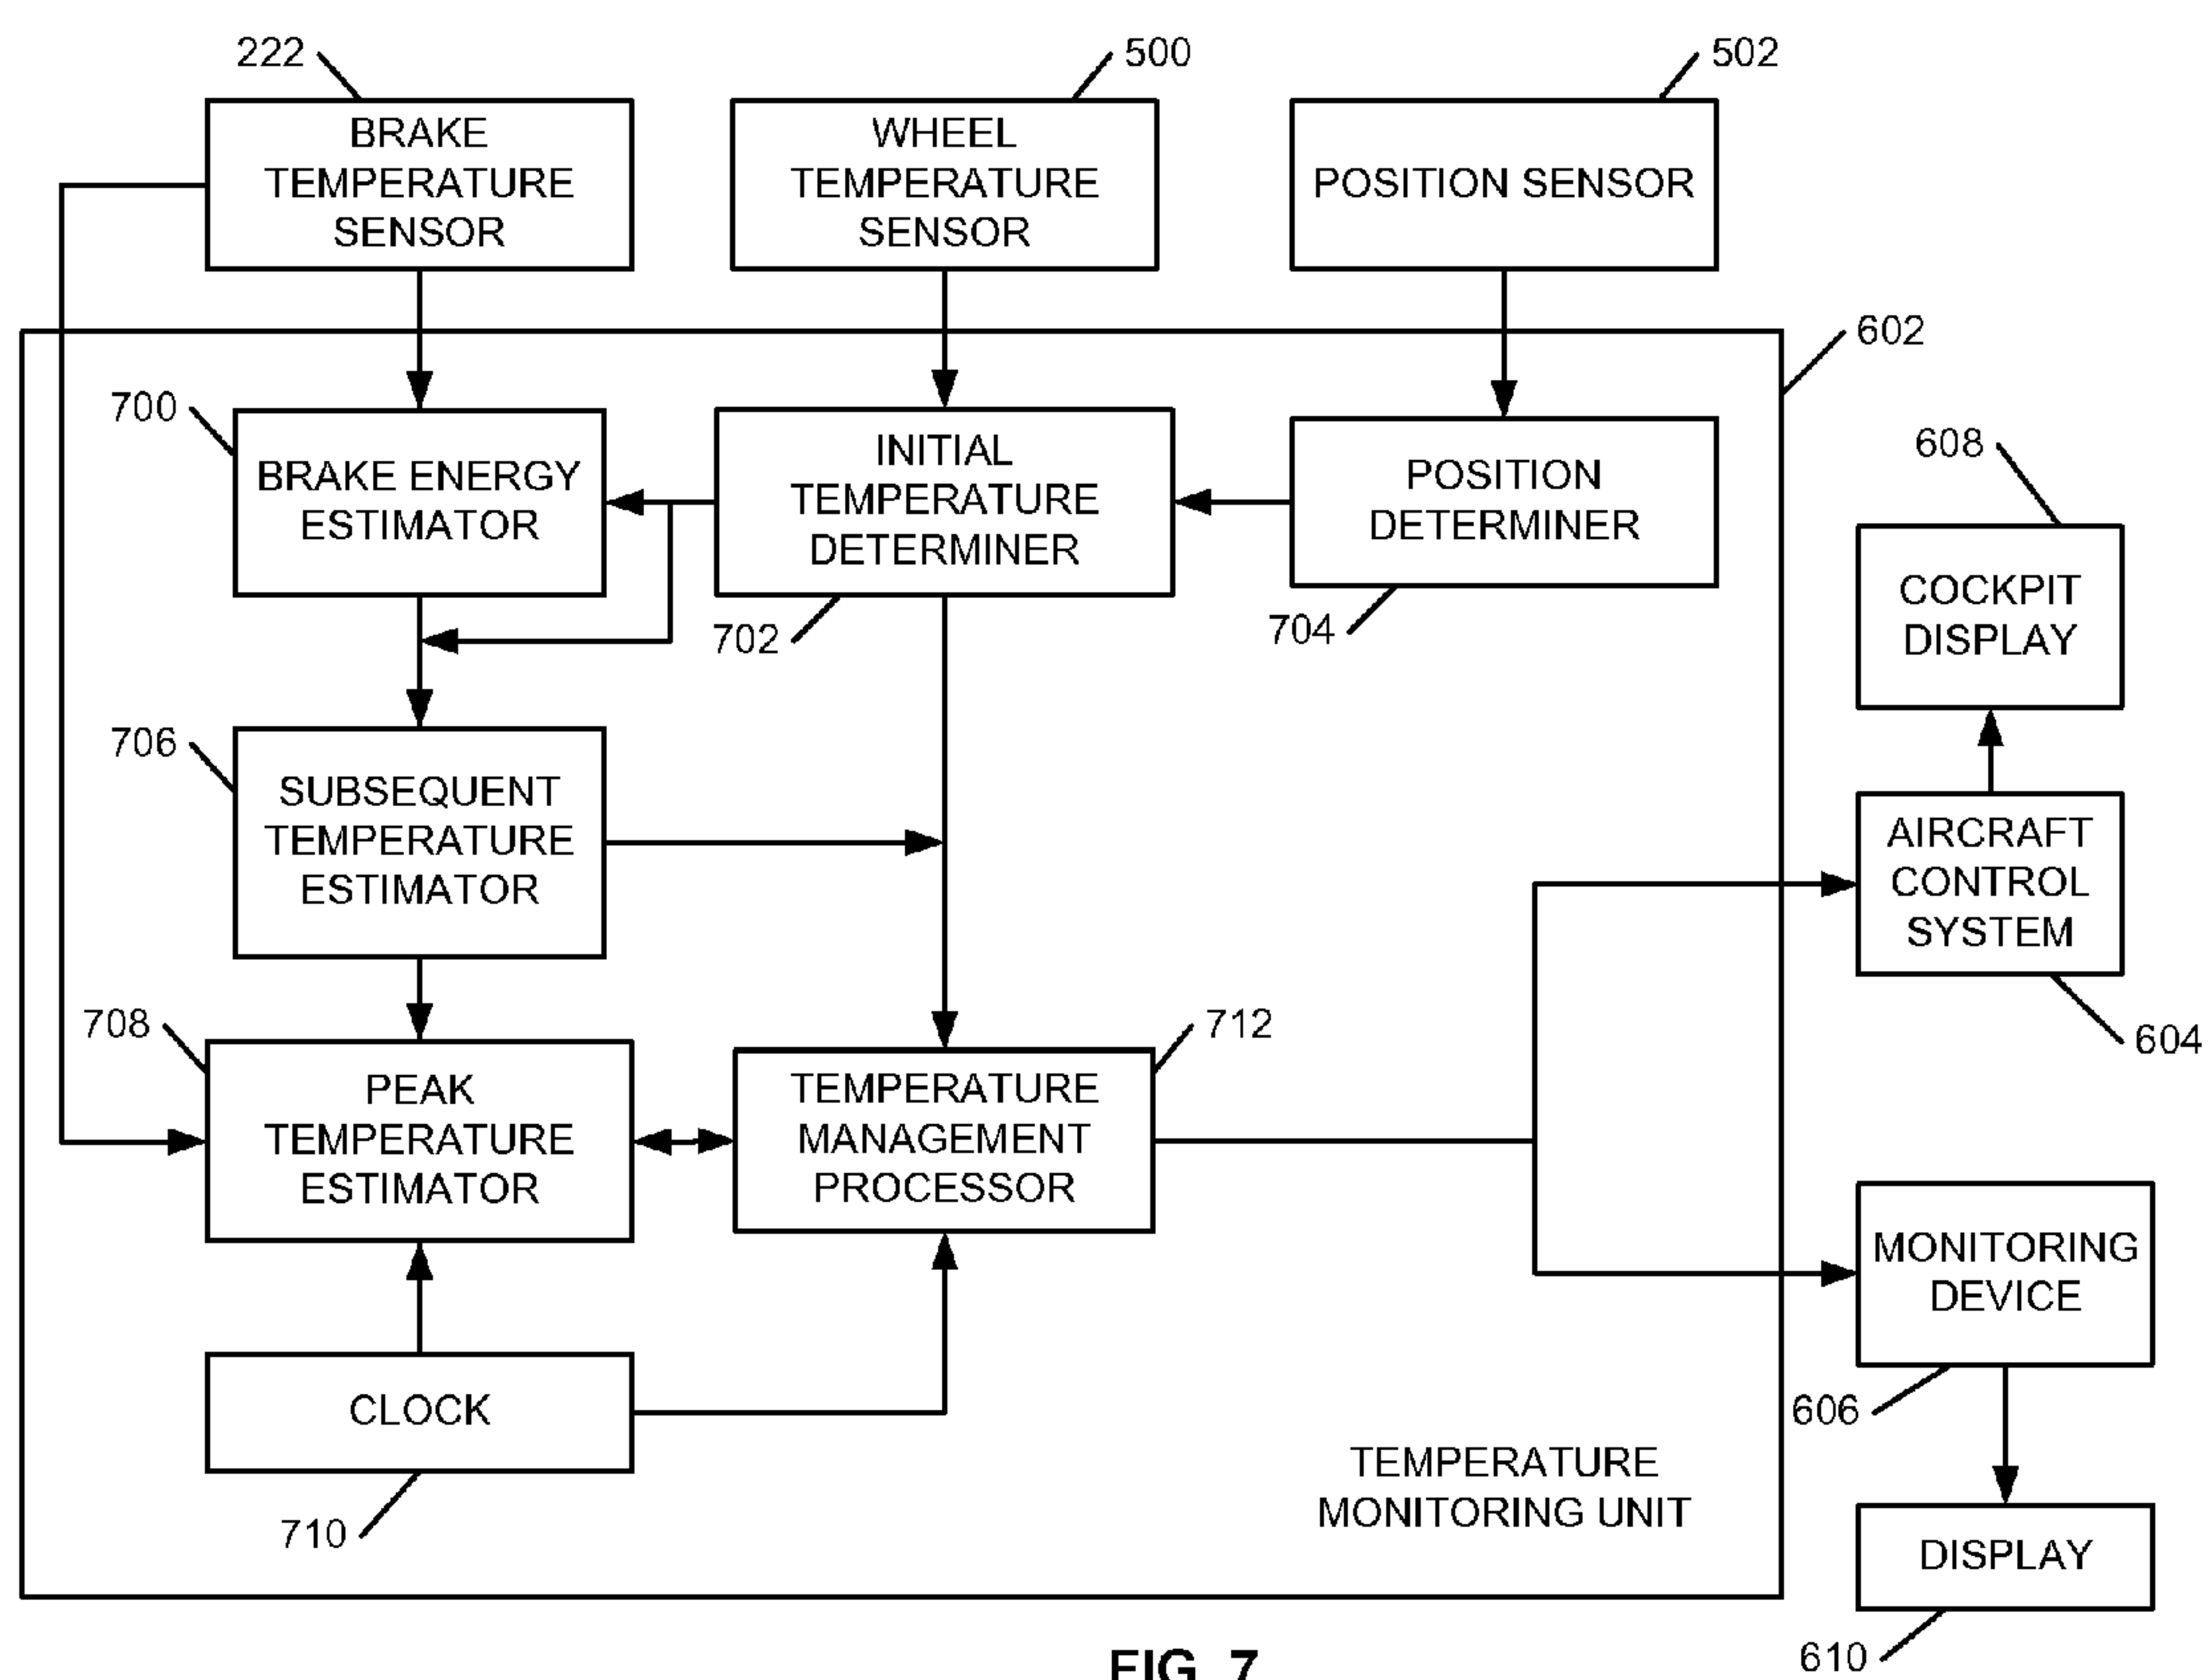 222
500
502
BRAKE
TEMPERATURE
SENSOR
WHEEL
TEMPERATURE
SENSOR
POSITION SENSOR
602
700
BRAKE ENERGY
ESTIMATOR
INITIAL
TEMPERATURE
DETERMINER
702
POSITION
DETERMINER
704
608
COCKPIT
DISPLAY
706
SUBSEQUENT
TEMPERATURE
ESTIMATOR
AIRCRAFT
CONTROL
SYSTEM
604
708
PEAK
TEMPERATURE
ESTIMATOR
712
TEMPERATURE
MANAGEMENT
PROCESSOR
MONITORING
DEVICE
606
CLOCK
710
TEMPERATURE
MONITORING UNIT
DISPLAY
610
FIG. 7